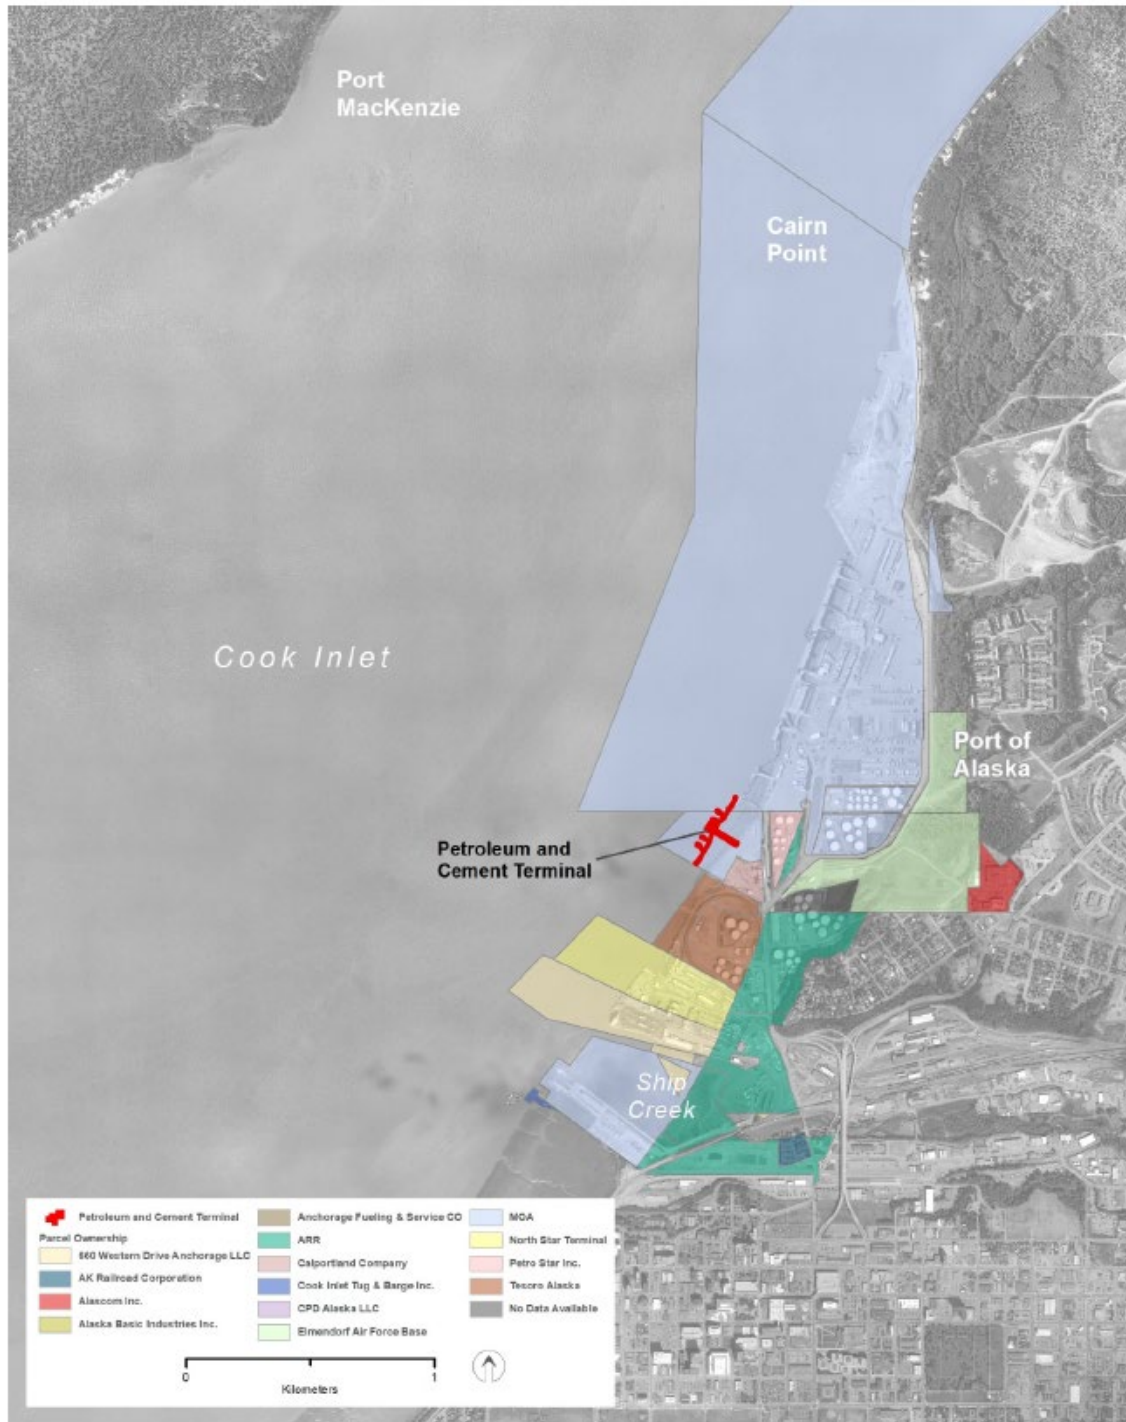 Port
MacKenzie
Cairn
Point
Cook Inlet
Port of
Alaska
Petroleum and
Cement Terminal
Ship
Creek
Petroleum and Cement Terminal
Parcel Ownership
660 Western Drive Anchorage LLC
AK Railroad Corporation
Alascom Inc.
Alaska Basic Industries Inc.
Anchorage Fueling & Service CO
ARR
Calportland Company
Cook Inlet Tug & Barge Inc.
CPD Alaska LLC
Elmendorf Air Force Base
MOA
North Star Terminal
Petro Star Inc.
Tesoro Alaska
No Data Available
0 1
Kilometers